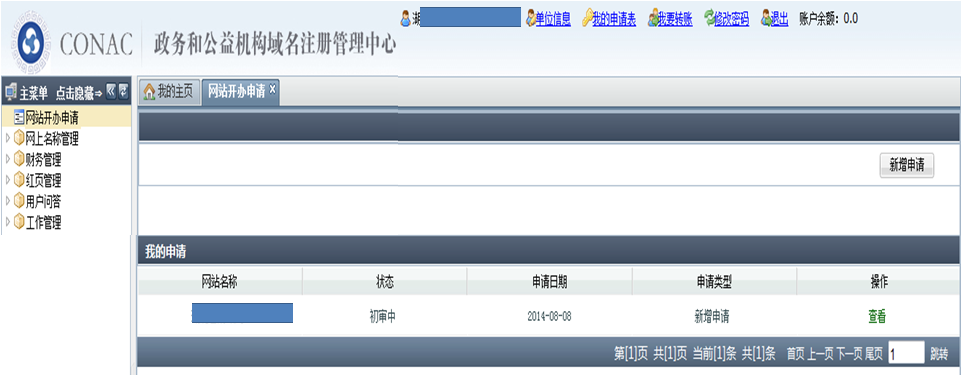 湖 单位信息 我的申请表 我要转账 修改密码 退出 账户余额：0.0
CONAC 政务和公益机构域名注册管理中心
主菜单 点击隐藏⇒
我的主页 网站开办申请 ×
网站开办申请
网上名称管理
财务管理
红页管理
用户问答
工作管理
新增申请
我的申请
网站名称 状态 申请日期 申请类型 操作
初审中 2014-08-08 新增申请 查看
第[1]页 共[1]页 当前[1]条 共[1]条 首页 上一页 下一页 尾页 1 跳转